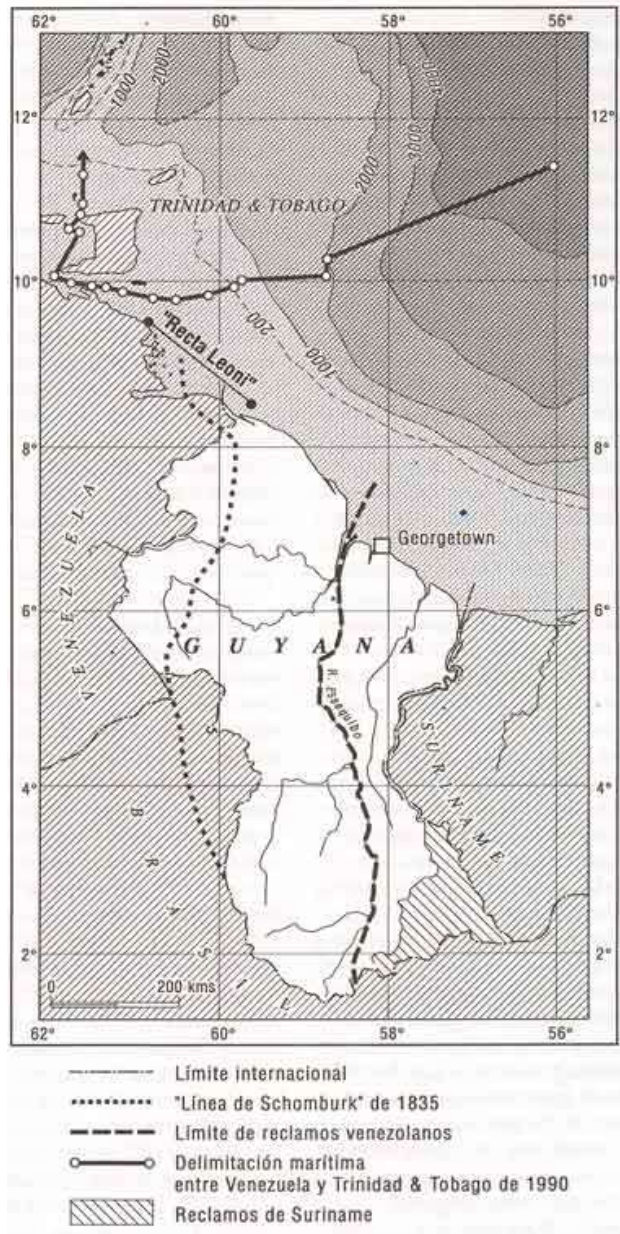 62° 60° 58° 56°
12° 12°
1000
2000
2000
3000
4000
TRINIDAD & TOBAGO
10° 10°
"Recta Leoni"
200
1000
8° 8°
VENEZUELA
Georgetown
6° 6°
GUYANA
R. Essequibo
SURINAME
4° 4°
BRASIL
2° 2°
0 200 kms
62° 60° 58° 56°
Límite internacional
"Línea de Schomburk" de 1835
Límite de reclamos venezolanos
Delimitación marítima
entre Venezuela y Trinidad & Tobago de 1990
Reclamos de Suriname